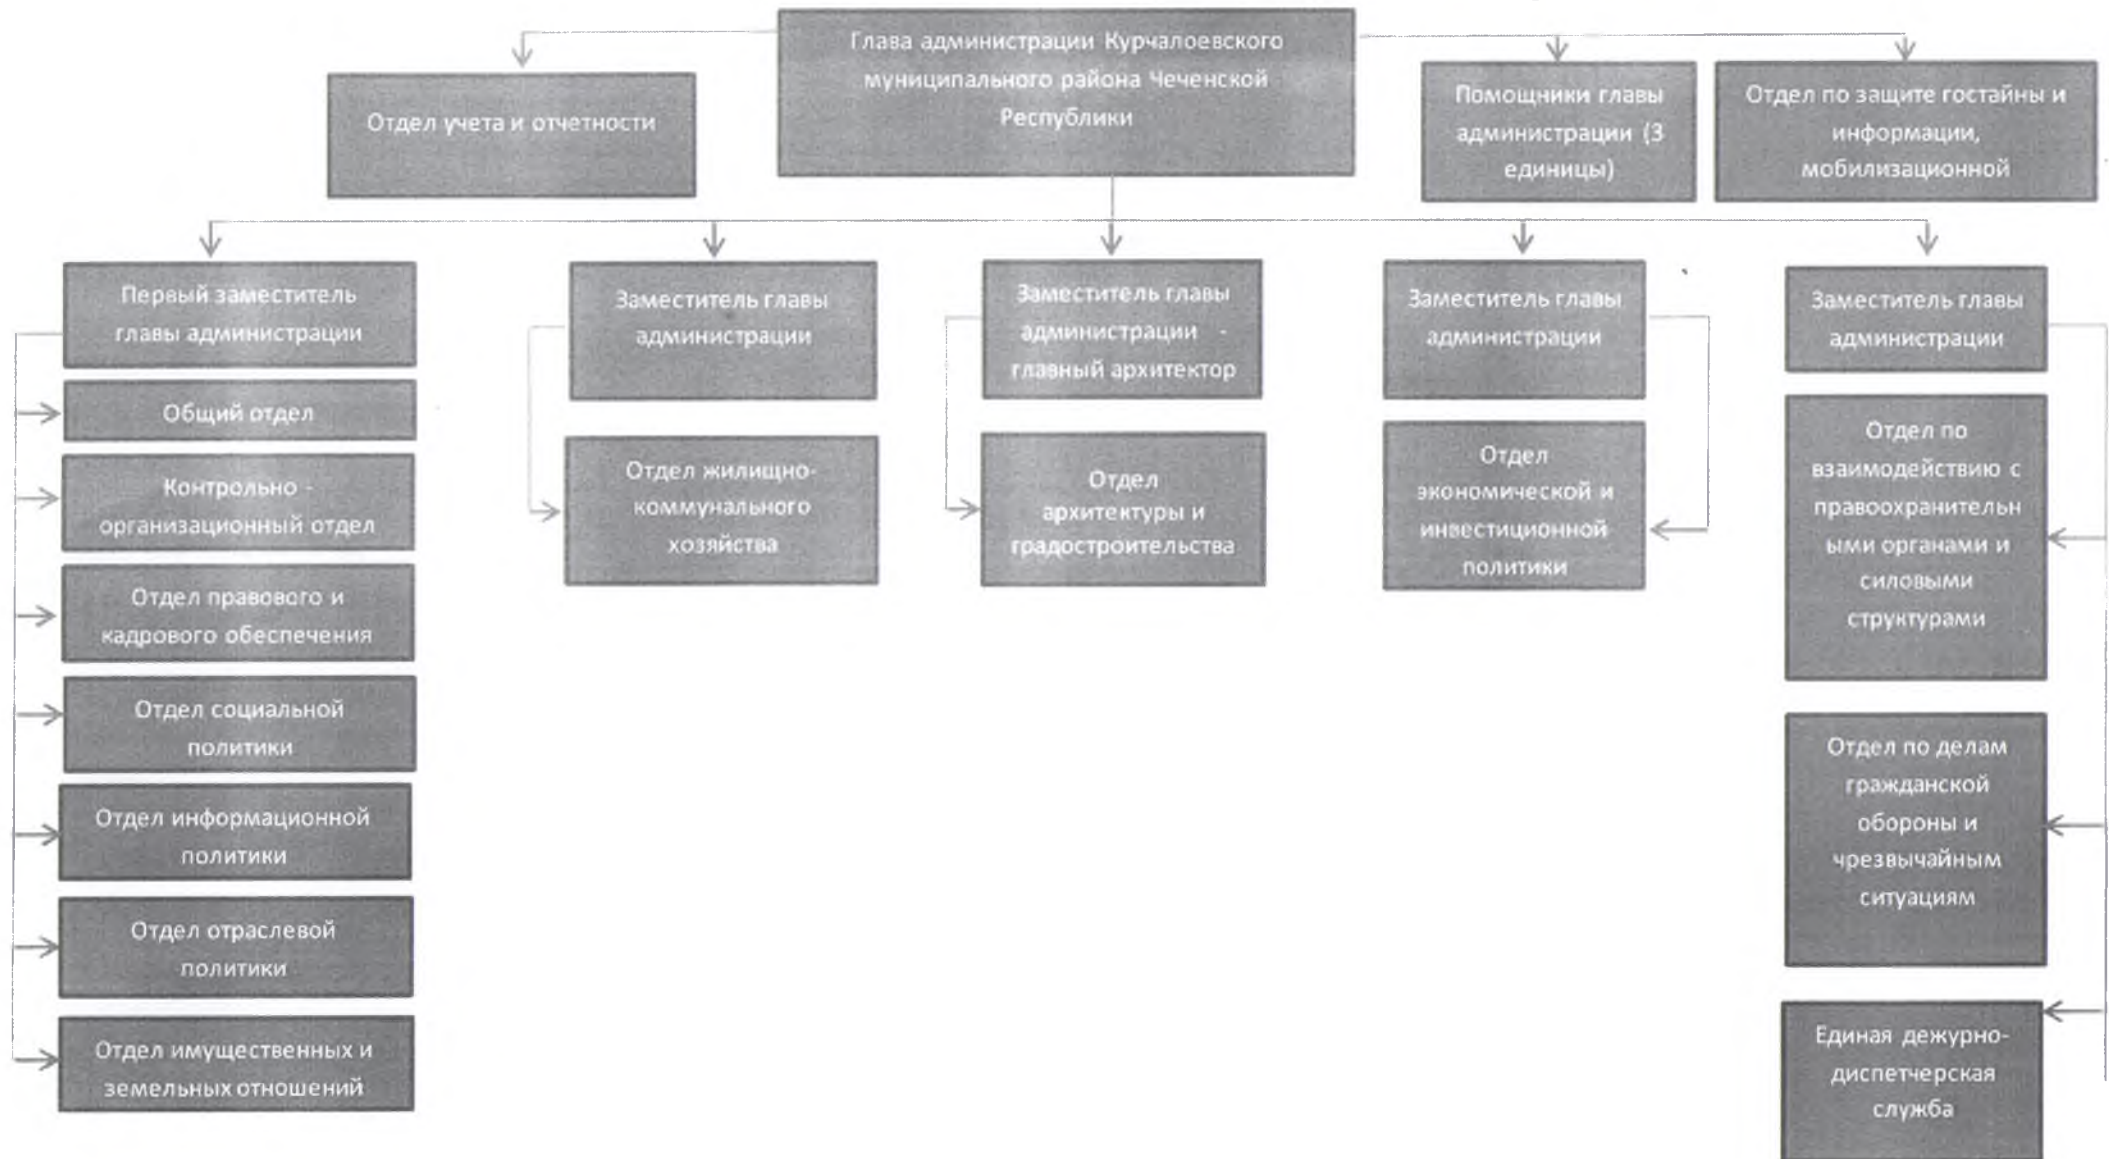 Глава администрации Курчалоевского
муниципального района Чеченской
Республики
Отдел учета и отчетности
Помощники главы
администрации (3
единицы)
Отдел по защите гостайны и
информации,
мобилизационной
Первый заместитель
главы администрации
Общий отдел
Контрольно -
организационный отдел
Отдел правового и
кадрового обеспечения
Отдел социальной
политики
Отдел информационной
политики
Отдел отраслевой
политики
Отдел имущественных и
земельных отношений
Заместитель главы
администрации
Отдел жилищно-
коммунального
хозяйства
Заместитель главы
администрации -
главный архитектор
Отдел
архитектуры и
градостроительства
Заместитель главы
администрации
Отдел
экономической и
инвестиционной
политики
Заместитель главы
администрации
Отдел по
взаимодействию с
правоохранительн
ыми органами и
силовыми
структурами
Отдел по делам
гражданской
обороны и
чрезвычайным
ситуациям
Единая дежурно-
диспетчерская
служба